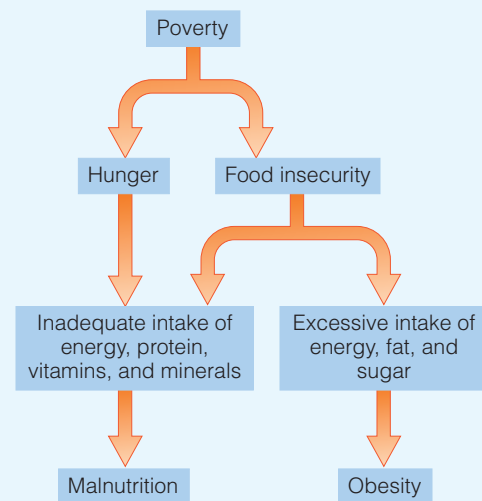 Poverty
Hunger
Food insecurity
Inadequate intake of
energy, protein,
vitamins, and minerals
Excessive intake of
energy, fat, and
sugar
Malnutrition
Obesity